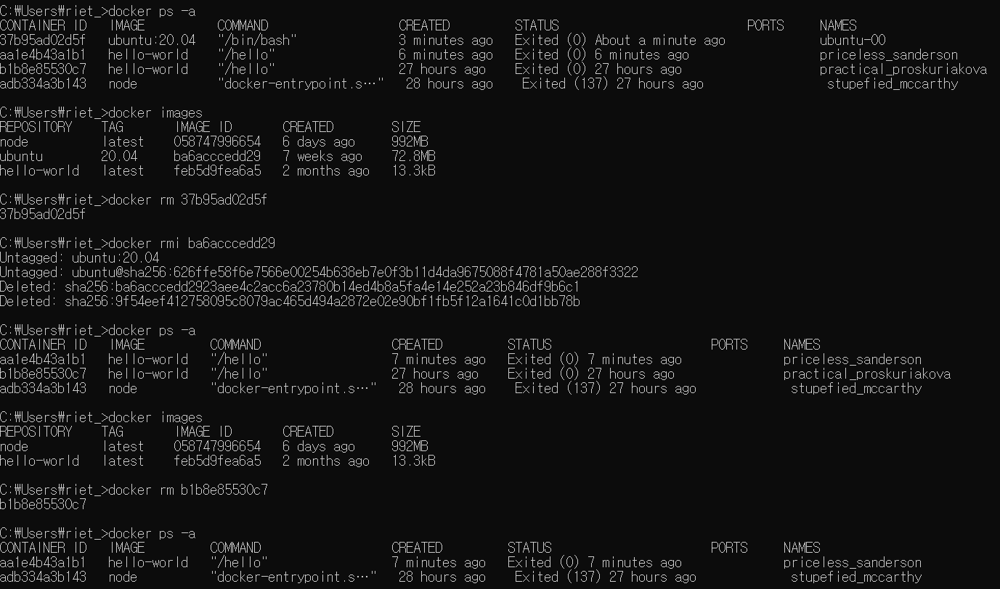 C:₩Users₩riet_>docker ps -a
CONTAINER ID IMAGE COMMAND CREATED STATUS PORTS NAMES
37b95ad02d5f ubuntu:20.04 "/bin/bash" 3 minutes ago Exited (0) About a minute ago ubuntu-00
aa1e4b43a1b1 hello-world "/hello" 6 minutes ago Exited (0) 6 minutes ago priceless_sanderson
b1b8e85530c7 hello-world "/hello" 27 hours ago Exited (0) 27 hours ago practical_proskuriakova
adb334a3b143 node "docker-entrypoint.s…" 28 hours ago Exited (137) 27 hours ago stupefied_mccarthy
C:₩Users₩riet_>docker images
REPOSITORY TAG IMAGE ID CREATED SIZE
node latest 058747996654 6 days ago 992MB
ubuntu 20.04 ba6acccedd29 7 weeks ago 72.8MB
hello-world latest feb5d9fea6a5 2 months ago 13.3kB
C:₩Users₩riet_>docker rm 37b95ad02d5f
37b95ad02d5f
C:₩Users₩riet_>docker rmi ba6acccedd29
Untagged: ubuntu:20.04
Untagged: ubuntu@sha256:626ffe58f6e7566e00254b638eb7e0f3b11d4da9675088f4781a50ae288f3322
Deleted: sha256:ba6acccedd2923aee4c2acc6a23780b14ed4b8a5fa4e14e252a23b846df9b6c1
Deleted: sha256:9f54eef412758095c8079ac465d494a2872e02e90bf1fb5f12a1641c0d1bb78b
C:₩Users₩riet_>docker ps -a
CONTAINER ID IMAGE COMMAND CREATED STATUS PORTS NAMES
aa1e4b43a1b1 hello-world "/hello" 7 minutes ago Exited (0) 7 minutes ago priceless_sanderson
b1b8e85530c7 hello-world "/hello" 27 hours ago Exited (0) 27 hours ago practical_proskuriakova
adb334a3b143 node "docker-entrypoint.s…" 28 hours ago Exited (137) 27 hours ago stupefied_mccarthy
C:₩Users₩riet_>docker images
REPOSITORY TAG IMAGE ID CREATED SIZE
node latest 058747996654 6 days ago 992MB
hello-world latest feb5d9fea6a5 2 months ago 13.3kB
C:₩Users₩riet_>docker rm b1b8e85530c7
b1b8e85530c7
C:₩Users₩riet_>docker ps -a
CONTAINER ID IMAGE COMMAND CREATED STATUS PORTS NAMES
aa1e4b43a1b1 hello-world "/hello" 7 minutes ago Exited (0) 7 minutes ago priceless_sanderson
adb334a3b143 node "docker-entrypoint.s…" 28 hours ago Exited (137) 27 hours ago stupefied_mccarthy